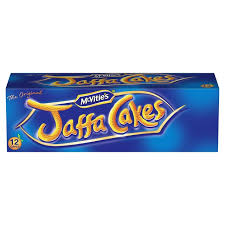 McVitie's
The Original
Jaffa Cakes
12